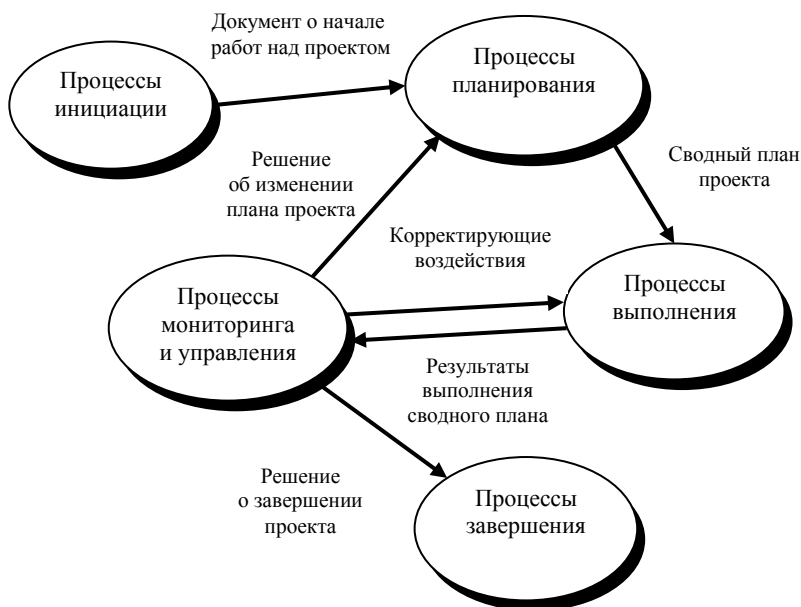 Документ о начале
работ над проектом
Процессы
инициации
Процессы
планирования
Решение
об изменении
плана проекта
Сводный план
проекта
Корректирующие
воздействия
Процессы
мониторинга
и управления
Процессы
выполнения
Результаты
выполнения
сводного плана
Решение
о завершении
проекта
Процессы
завершения